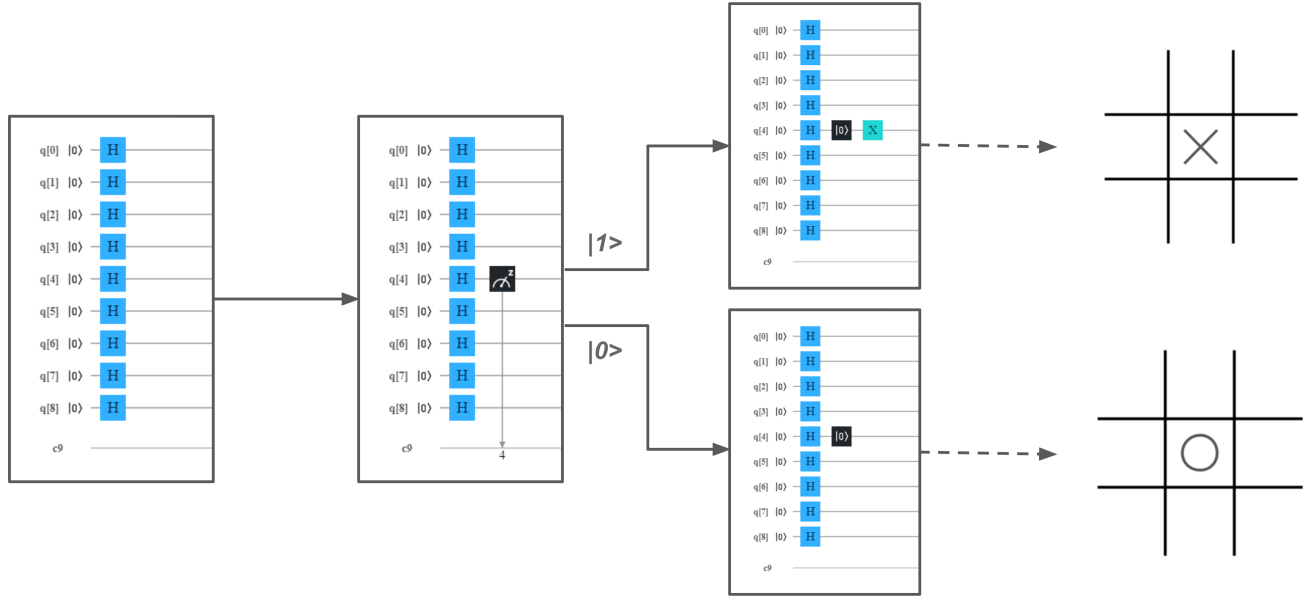 q[0] |0⟩ H
q[1] |0⟩ H
q[2] |0⟩ H
q[3] |0⟩ H
q[4] |0⟩ H
q[5] |0⟩ H
q[6] |0⟩ H
q[7] |0⟩ H
q[8] |0⟩ H
c9
q[0] |0⟩ H
q[1] |0⟩ H
q[2] |0⟩ H
q[3] |0⟩ H
q[4] |0⟩ H z
q[5] |0⟩ H
q[6] |0⟩ H
q[7] |0⟩ H
q[8] |0⟩ H
c9
4
|1>
|0>
q[0] |0⟩ H
q[1] |0⟩ H
q[2] |0⟩ H
q[3] |0⟩ H
q[4] |0⟩ H |0⟩ X
q[5] |0⟩ H
q[6] |0⟩ H
q[7] |0⟩ H
q[8] |0⟩ H
c9
q[0] |0⟩ H
q[1] |0⟩ H
q[2] |0⟩ H
q[3] |0⟩ H
q[4] |0⟩ H |0⟩
q[5] |0⟩ H
q[6] |0⟩ H
q[7] |0⟩ H
q[8] |0⟩ H
c9